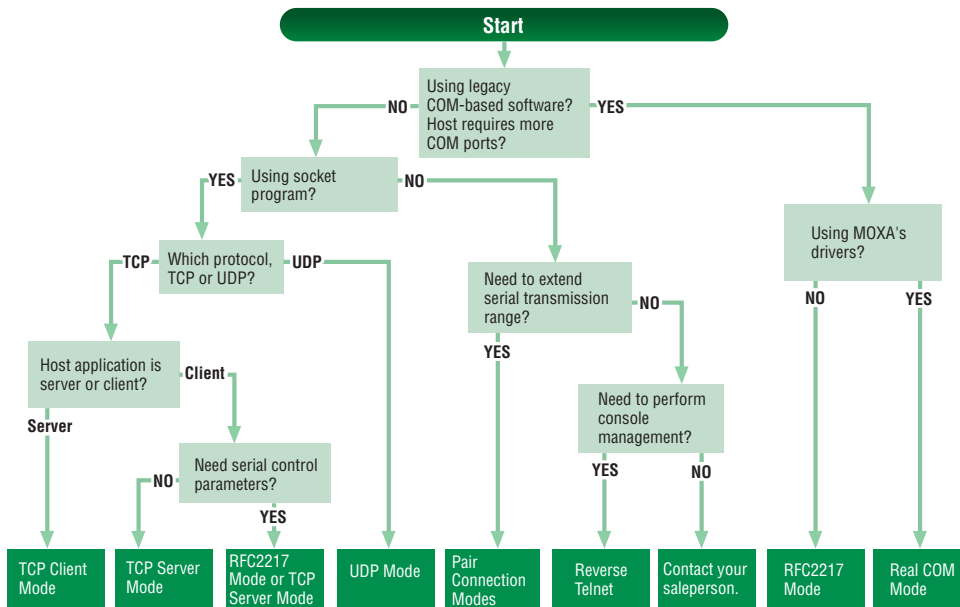 Start
Using legacy
COM-based software?
Host requires more
COM ports?
NO
YES
Using socket
program?
YES
NO
Using MOXA's
drivers?
Which protocol,
TCP or UDP?
TCP
UDP
Need to extend
serial transmission
range?
NO
YES
NO
YES
Host application is
server or client?
Client
Server
Need to perform
console
management?
YES
NO
Need serial control
parameters?
NO
YES
TCP Client
Mode
TCP Server
Mode
RFC2217
Mode or TCP
Server Mode
UDP Mode
Pair
Connection
Modes
Reverse
Telnet
Contact your
saleperson.
RFC2217
Mode
Real COM
Mode